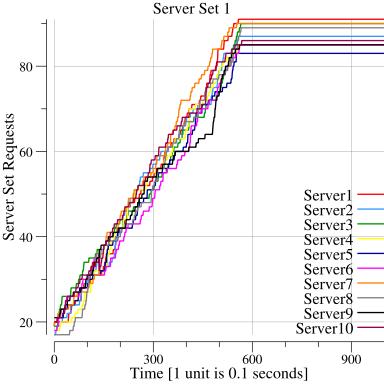 Server Set 1
Server Set Requests
80
60
40
20
Server1
Server2
Server3
Server4
Server5
Server6
Server7
Server8
Server9
Server10
0
300
600
900
Time [1 unit is 0.1 seconds]